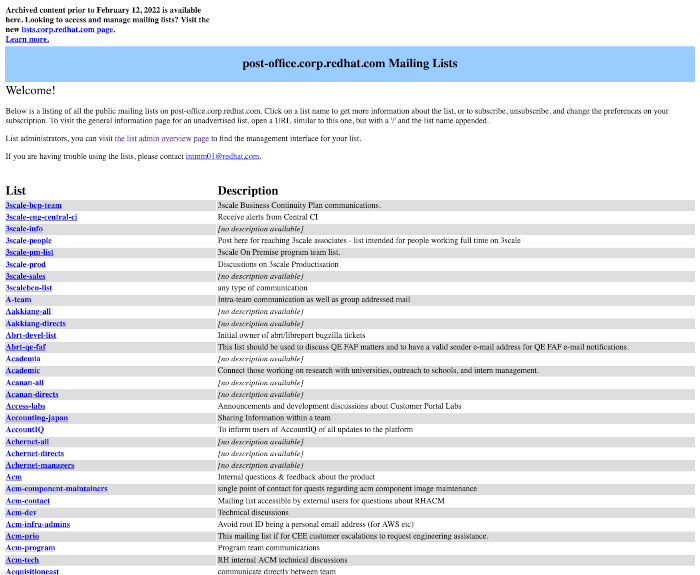 Archived content prior to February 12, 2022 is available
here. Looking to access and manage mailing lists? Visit the
new lists.corp.redhat.com page.
Learn more.
post-office.corp.redhat.com Mailing Lists
Welcome!
Below is a listing of all the public mailing lists on post-office.corp.redhat.com. Click on a list name to get more information about the list, or to subscribe, unsubscribe, and change the preferences on your
subscription. To visit the general information page for an unadvertised list, open a URL similar to this one, but with a '/' and the list name appended.
List administrators, you can visit the list admin overview page to find the management interface for your list.
If you are having trouble using the lists, please contact intmm01@redhat.com.
List Description
3scale-bcp-team 3scale Business Continuity Plan communications.
3scale-eng-central-ci Receive alerts from Central CI
3scale-info [no description available]
3scale-people Post here for reaching 3scale associates - list intended for people working full time on 3scale
3scale-pm-list 3scale On Premise program team list.
3scale-prod Discussions on 3scale Productisation
3scale-sales [no description available]
3scalebcn-list any type of communication
A-team Intra-team communication as well as group addressed mail
Aakkiang-all [no description available]
Aakkiang-directs [no description available]
Abrt-devel-list Initial owner of abrt/libreport bugzilla tickets
Abrt-qe-faf This list should be used to discuss QE FAF matters and to have a valid sender e-mail address for QE FAF e-mail notifications.
Academia [no description available]
Academic Connect those working on research with universities, outreach to schools, and intern management.
Acanan-all [no description available]
Acanan-directs [no description available]
Access-labs Announcements and development discussions about Customer Portal Labs
Accounting-japan Sharing Information within a team
AccountIQ To inform users of AccountIQ of all updates to the platform
Achernet-all [no description available]
Achernet-directs [no description available]
Achernet-managers [no description available]
Acm Internal questions & feedback about the product
Acm-component-maintainers single point of contact for quests regarding acm component image maintenance
Acm-contact Mailing list accessible by external users for questions about RHACM
Acm-dev Technical discussions
Acm-infra-admins Avoid root ID being a personal email address (for AWS etc)
Acm-prio This mailing list if for CEE customer escalations to request engineering assistance.
Acm-program Program team communications
Acm-tech RH internal ACM technical discussions
Acquisitioneast communicate directly between team